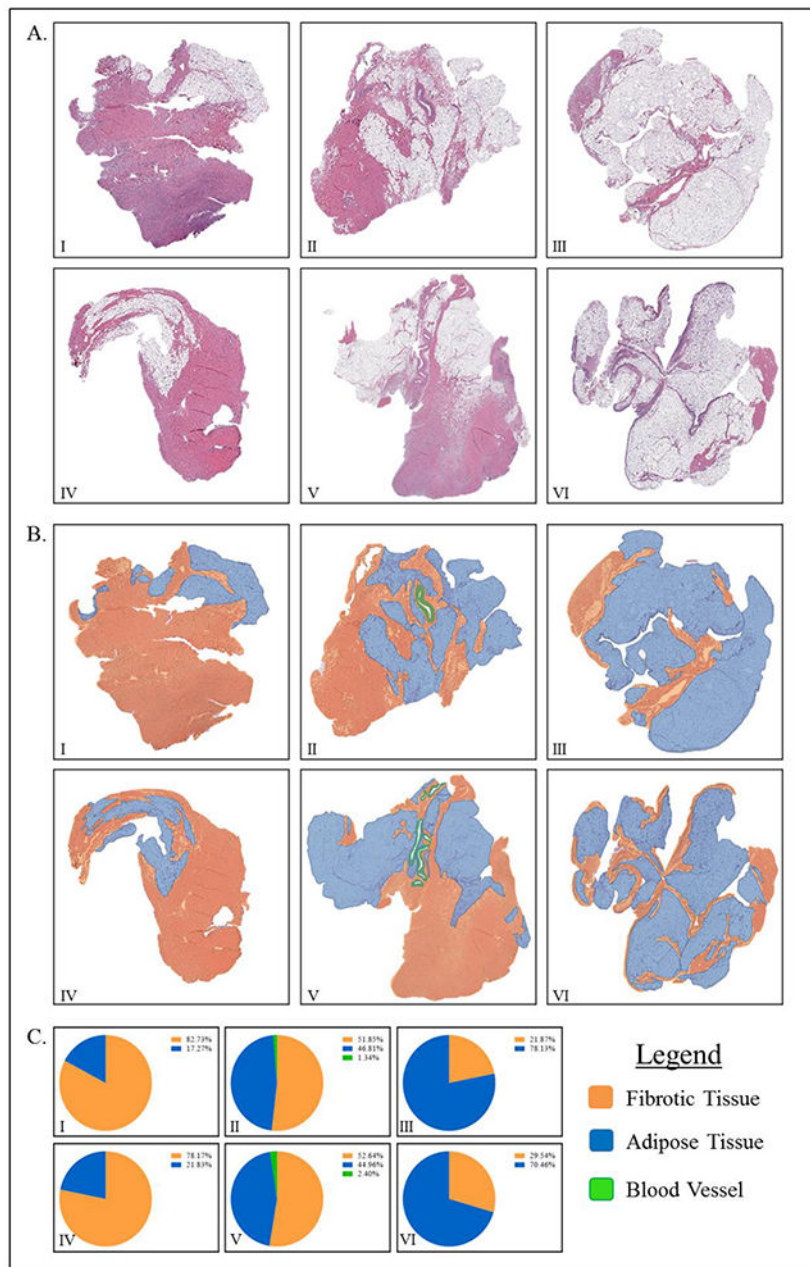 A.
I
II
III
IV
V
VI
B.
I
II
III
IV
V
VI
C.
82.73%
17.27%
I
51.85%
46.81%
1.34%
II
21.87%
78.13%
III
78.17%
21.83%
IV
52.64%
44.96%
2.40%
V
29.54%
70.46%
VI
Legend
Fibrotic Tissue
Adipose Tissue
Blood Vessel